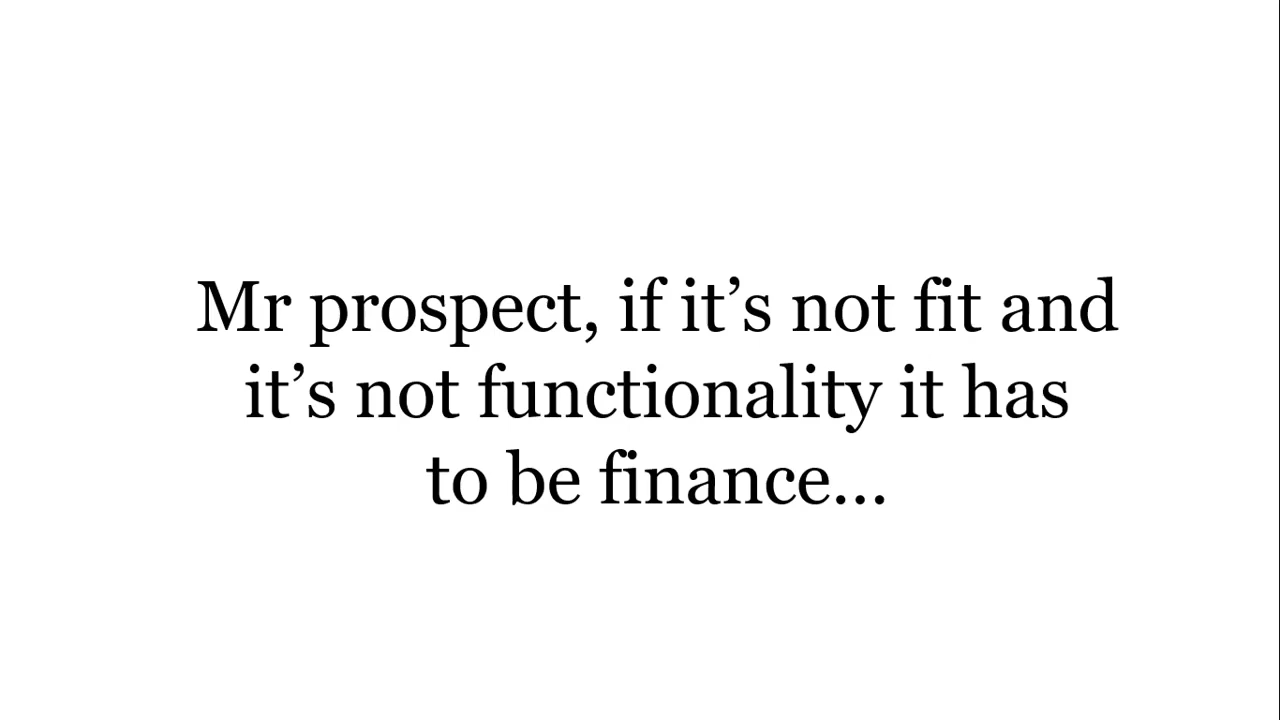 Mr prospect, if it’s not fit and
it’s not functionality it has
to be finance…